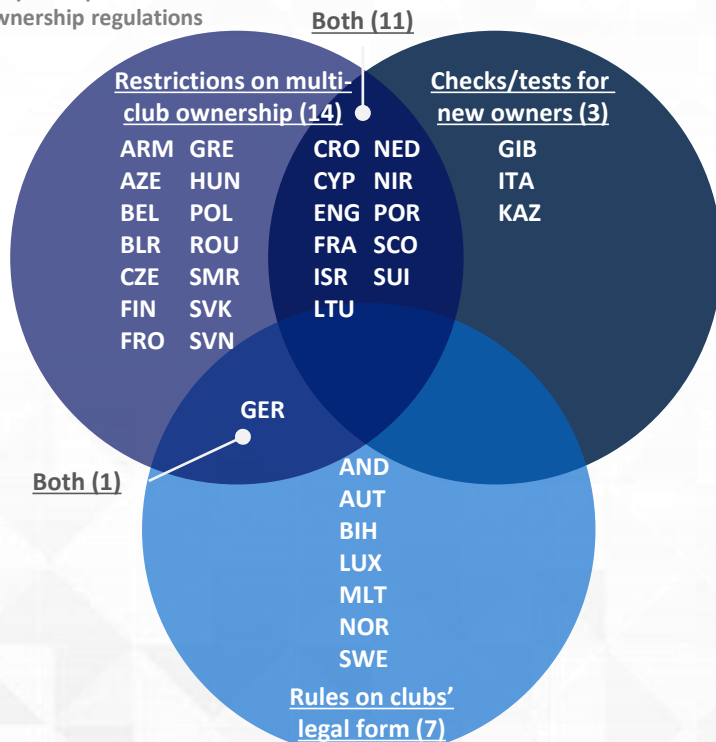 ownership regulations
Both (11)
Restrictions on multi-
club ownership (14)
ARM GRE
AZE HUN
BEL POL
BLR ROU
CZE SMR
FIN SVK
FRO SVN
CRO NED
CYP NIR
ENG POR
FRA SCO
ISR SUI
LTU
Checks/tests for
new owners (3)
GIB
ITA
KAZ
GER
Both (1)
AND
AUT
BIH
LUX
MLT
NOR
SWE
Rules on clubs'
legal form (7)